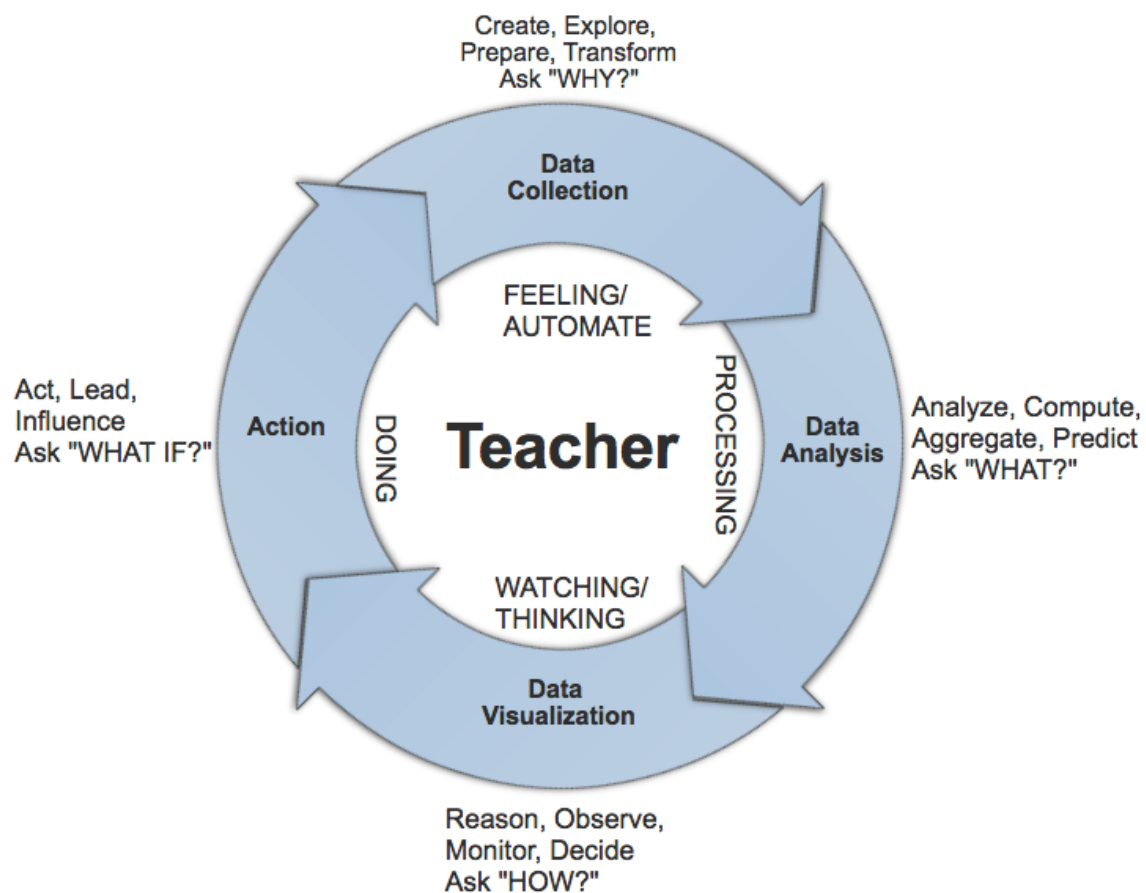 Create, Explore,
Prepare, Transform
Ask "WHY?"
Data
Collection
FEELING/
AUTOMATE
Act, Lead,
Influence
Ask "WHAT IF?"
Action
DOING
Teacher
PROCESSING
Data
Analysis
Analyze, Compute,
Aggregate, Predict
Ask "WHAT?"
WATCHING/
THINKING
Data
Visualization
Reason, Observe,
Monitor, Decide
Ask "HOW?"